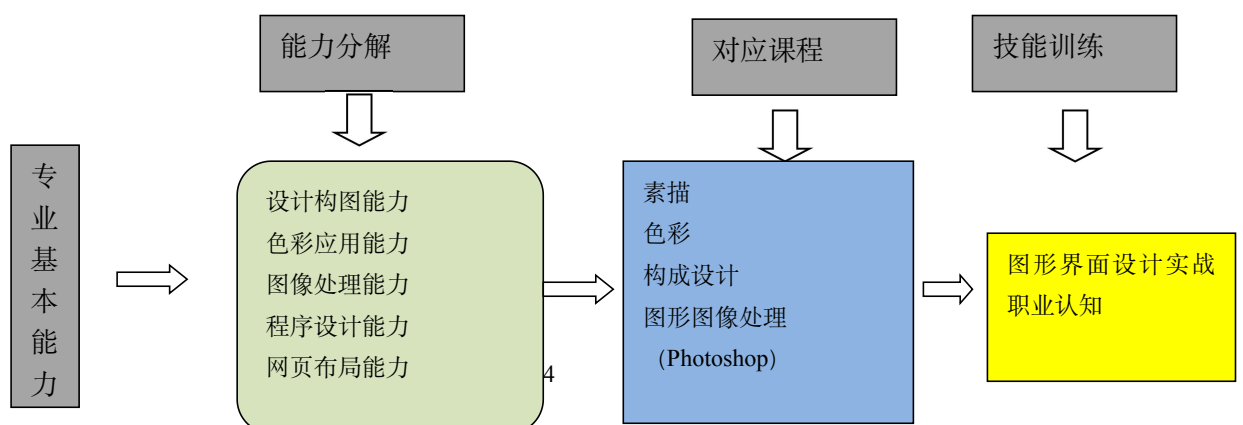 能力分解
对应课程
技能训练
专
业
基
本
能
力
设计构图能力
色彩应用能力
图像处理能力
程序设计能力
网页布局能力
4
素描
色彩
构成设计
图形图像处理
（Photoshop）
图形界面设计实战
职业认知